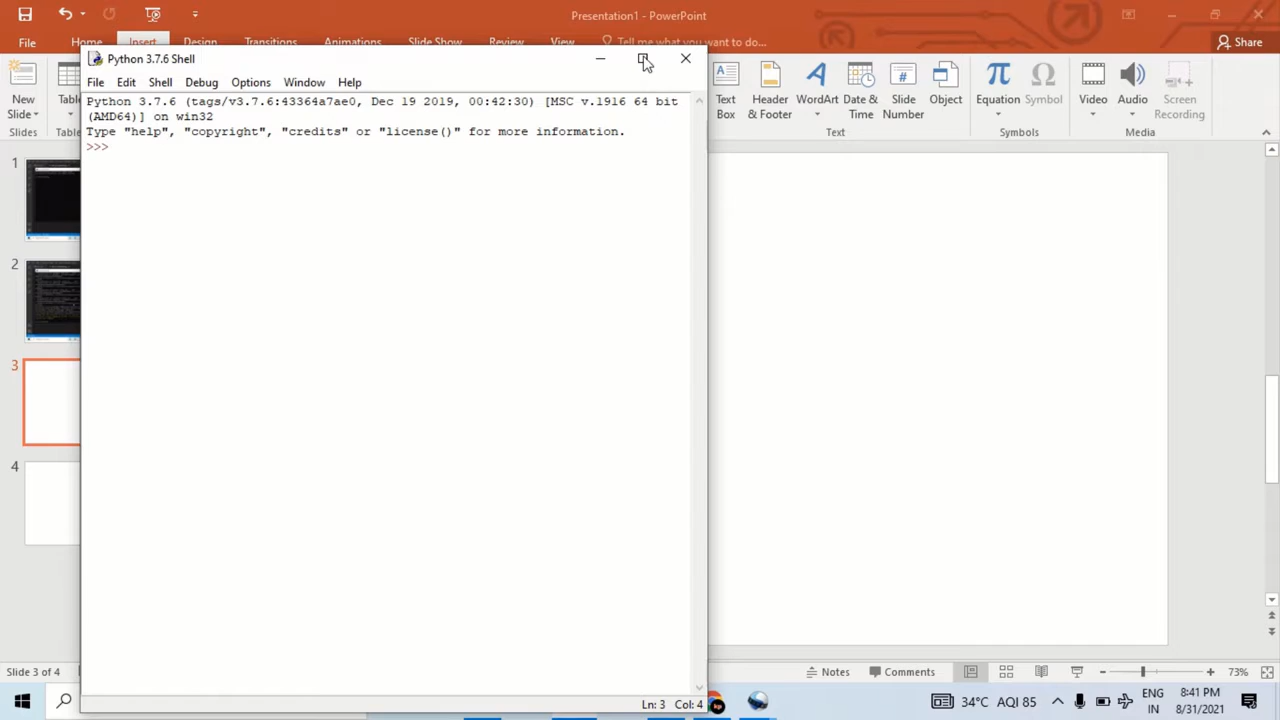 Presentation1 - PowerPoint
File Home Insert Design Transitions Animations Slide Show Review View Tell me what you want to do... Share
Python 3.7.6 Shell
File Edit Shell Debug Options Window Help
Python 3.7.6 (tags/v3.7.6:43364a7ae0, Dec 19 2019, 00:42:30) [MSC v.1916 64 bit
(AMD64)] on win32
Type "help", "copyright", "credits" or "license()" for more information.
>>>
New
Slide
Slides
Text
Box
Header
& Footer
WordArt
Date &
Time
Slide
Number
Object
Text
Equation
Symbol
Symbols
Video
Audio
Media
Screen
Recording
1
2
3
4
Ln: 3 Col: 4
Slide 3 of 4
Notes
Comments
73%
34°C AQI 85
ENG
IN
8:41 PM
8/31/2021